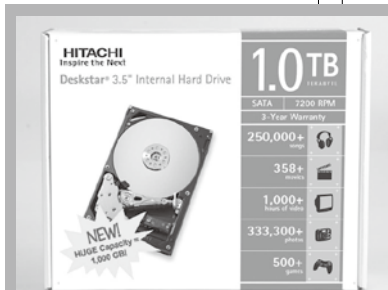 HITACHI
Inspire the Next
Deskstar® 3.5" Internal Hard Drive
1.0 TB
TERABYTE
SATA 7200 RPM
3-Year Warranty
250,000+
songs
358+
movies
1,000+
hours of video
333,300+
photos
500+
games
NEW!
HUGE Capacity =
1,000 GB!